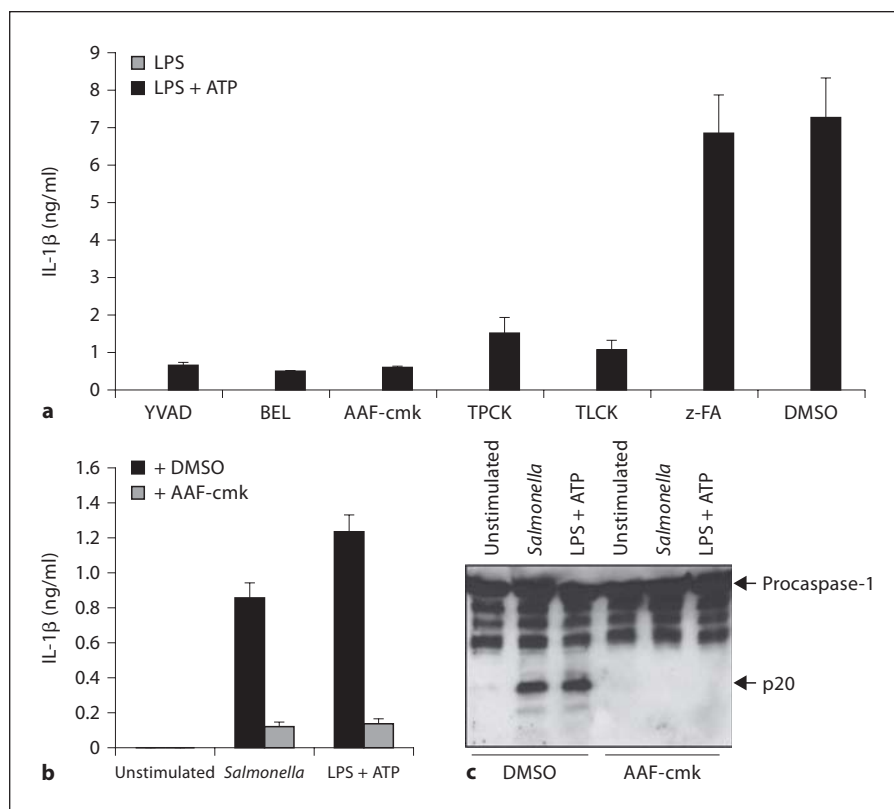 9
8
7
6
5
4
3
2
1
0
IL-1β (ng/ml)
LPS
LPS + ATP
YVAD BEL AAF-cmk TPCK TLCK z-FA DMSO
a
1.6
1.4
1.2
1.0
0.8
0.6
0.4
0.2
0
IL-1β (ng/ml)
+ DMSO
+ AAF-cmk
Unstimulated Salmonella LPS + ATP
b
Unstimulated
Salmonella
LPS + ATP
Unstimulated
Salmonella
LPS + ATP
Procaspase-1
p20
c
DMSO AAF-cmk